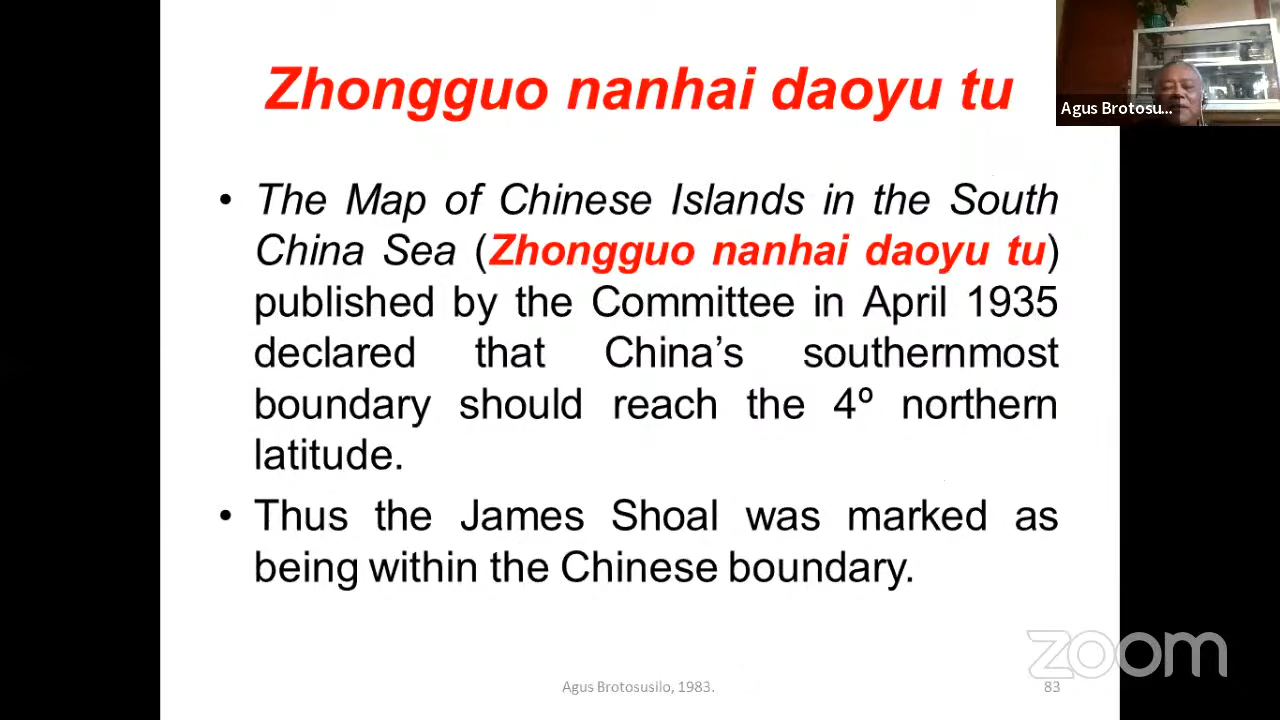 Zhongguo nanhai daoyu tu
Agus Brotosu...
• The Map of Chinese Islands in the South
China Sea (Zhongguo nanhai daoyu tu)
published by the Committee in April 1935
declared that China’s southernmost
boundary should reach the 4º northern
latitude.
• Thus the James Shoal was marked as
being within the Chinese boundary.
zoom
Agus Brotosusilo, 1983.
83